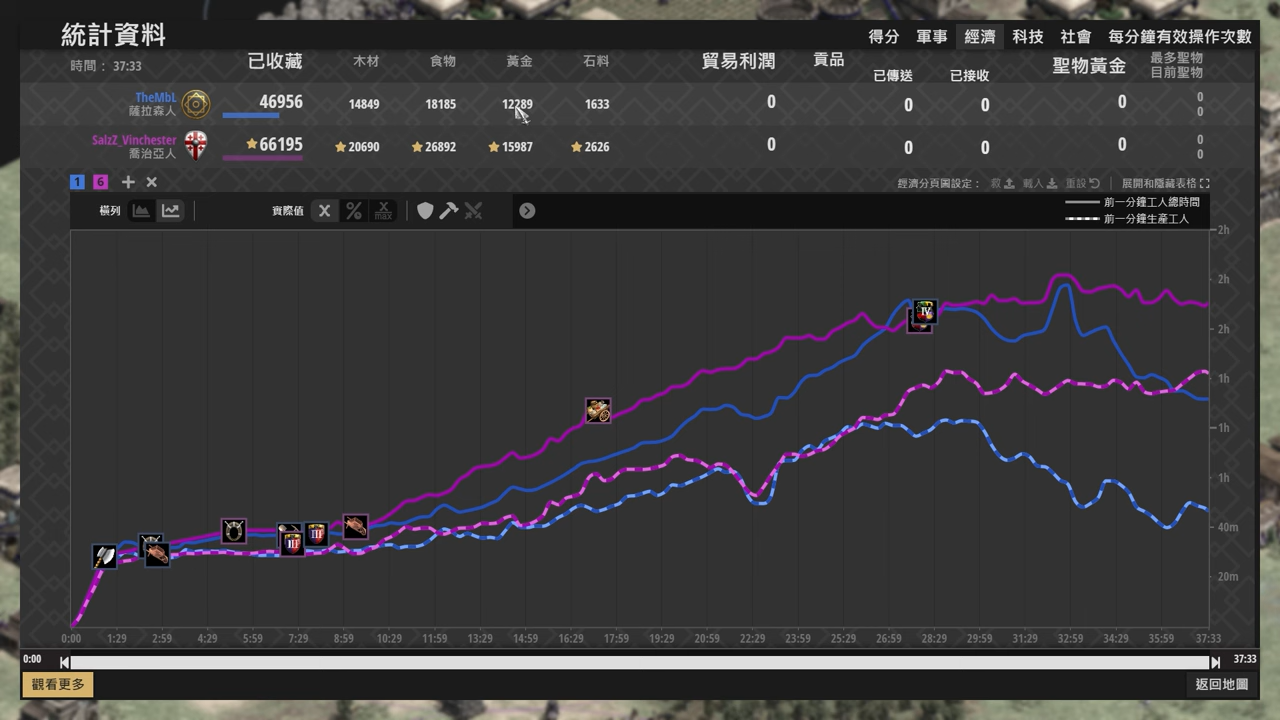 統計資料
得分 軍事 經濟 科技 社會 每分鐘有效操作次數
時間： 37:33
已收藏 木材 食物 黃金 石料 貿易利潤 貢品 已傳送 已接收 聖物黃金 最多聖物 目前聖物
TheMbL 薩拉森人 46956 14849 18185 12289 1633 0 0 0 0 0 0
SalzZ_Vinchester 喬治亞人 66195 20690 26892 15987 2626 0 0 0 0 0 0
1 6 經濟分頁圖設定： 載入 重設 展開和隱藏表格
橫列 實際值 X % X max
前一分鐘工人總時間
前一分鐘生產工人
2h
2h
2h
1h
1h
1h
40m
20m
III III IV
0:00 1:29 2:59 4:29 5:59 7:29 8:59 10:29 11:59 13:29 14:59 16:29 17:59 19:29 20:59 22:29 23:59 25:29 26:59 28:29 29:59 31:29 32:59 34:29 35:59 37:33
0:00 37:33
觀看更多 返回地圖